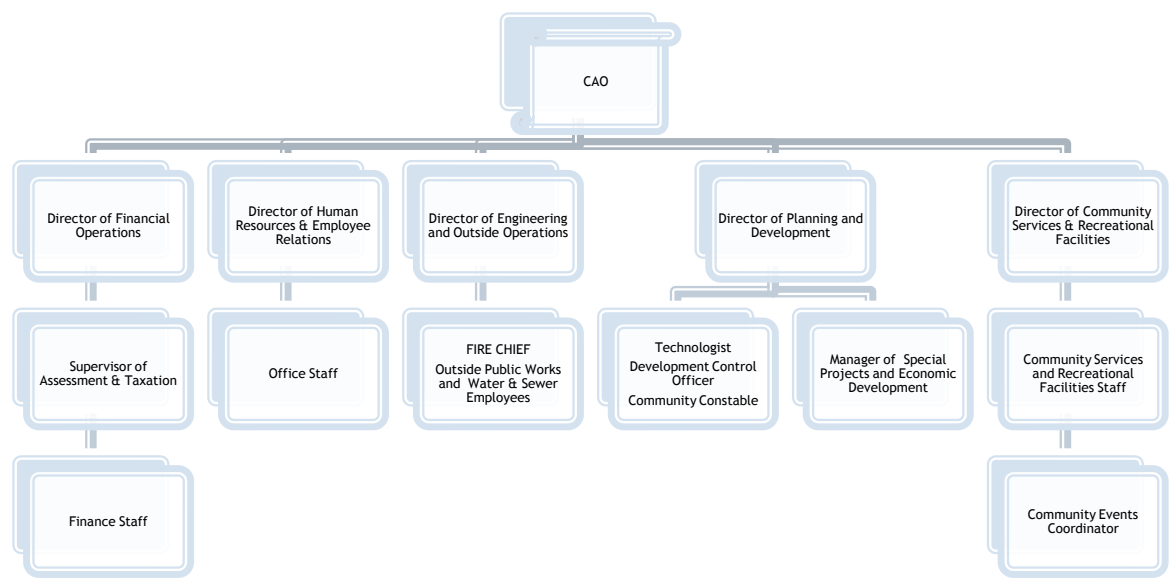 CAO
Director of Financial
Operations
Director of Human
Resources & Employee
Relations
Director of Engineering
and Outside Operations
Director of Planning and
Development
Director of Community
Services & Recreational
Facilities
Supervisor of
Assessment & Taxation
Office Staff
FIRE CHIEF
Outside Public Works
and Water & Sewer
Employees
Technologist
Development Control
Officer
Community Constable
Manager of Special
Projects and Economic
Development
Community Services
and Recreational
Facilities Staff
Finance Staff
Community Events
Coordinator